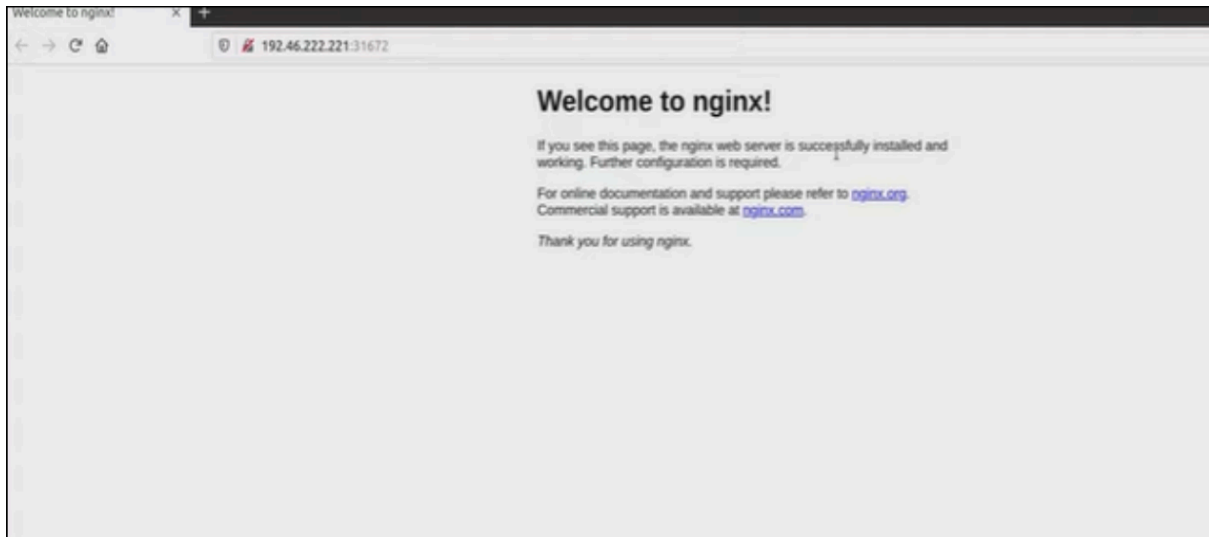 Welcome to nginx!
192.46.222.221:31672
Welcome to nginx!
If you see this page, the nginx web server is successfully installed and
working. Further configuration is required.
For online documentation and support please refer to nginx.org.
Commercial support is available at nginx.com.
Thank you for using nginx.